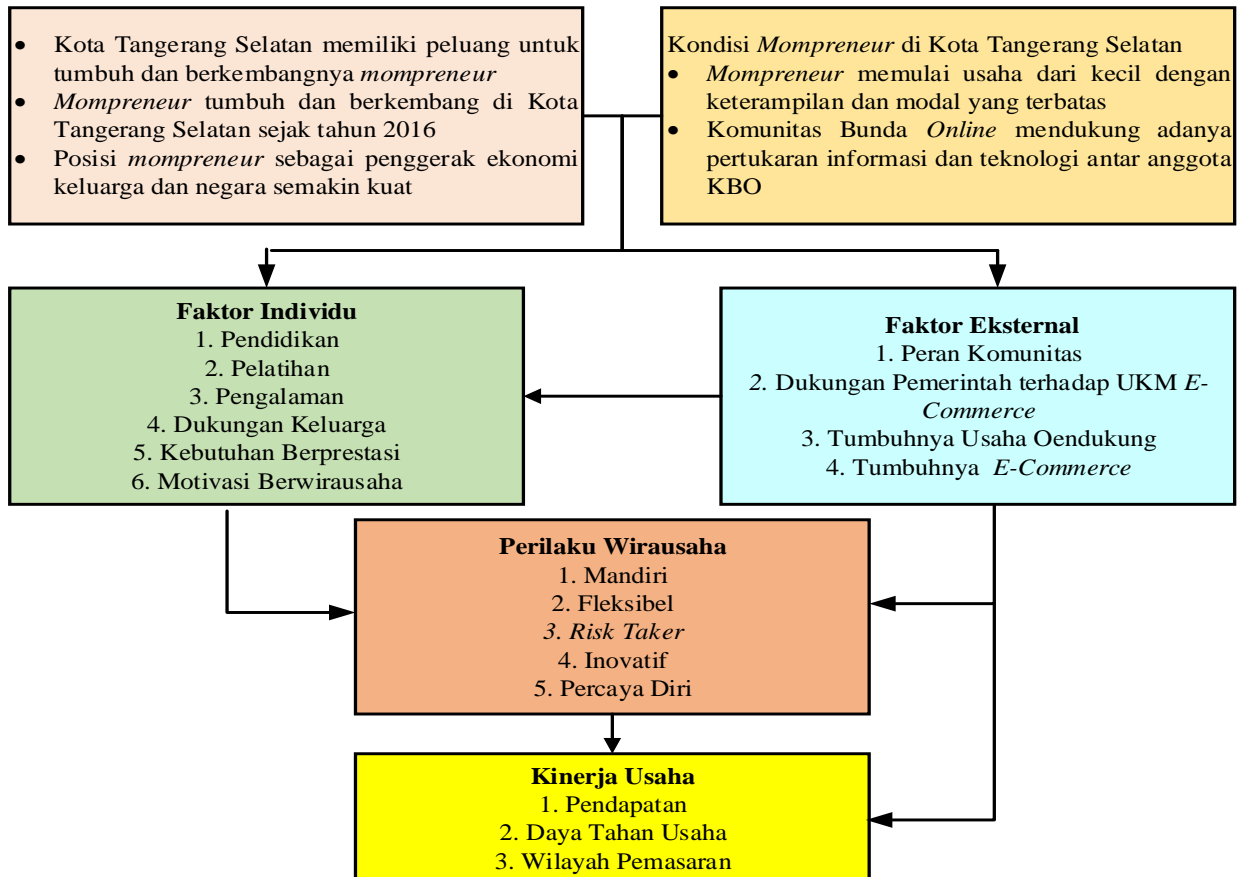 • Kota Tangerang Selatan memiliki peluang untuk
tumbuh dan berkembangnya mompreneur
• Mompreneur tumbuh dan berkembang di Kota
Tangerang Selatan sejak tahun 2016
• Posisi mompreneur sebagai penggerak ekonomi
keluarga dan negara semakin kuat
Kondisi Mompreneur di Kota Tangerang Selatan
• Mompreneur memulai usaha dari kecil dengan
keterampilan dan modal yang terbatas
• Komunitas Bunda Online mendukung adanya
pertukaran informasi dan teknologi antar anggota
KBO
Faktor Individu
1. Pendidikan
2. Pelatihan
3. Pengalaman
4. Dukungan Keluarga
5. Kebutuhan Berprestasi
6. Motivasi Berwirausaha
Faktor Eksternal
1. Peran Komunitas
2. Dukungan Pemerintah terhadap UKM E-
Commerce
3. Tumbuhnya Usaha Oendukung
4. Tumbuhnya E-Commerce
Perilaku Wirausaha
1. Mandiri
2. Fleksibel
3. Risk Taker
4. Inovatif
5. Percaya Diri
Kinerja Usaha
1. Pendapatan
2. Daya Tahan Usaha
3. Wilayah Pemasaran